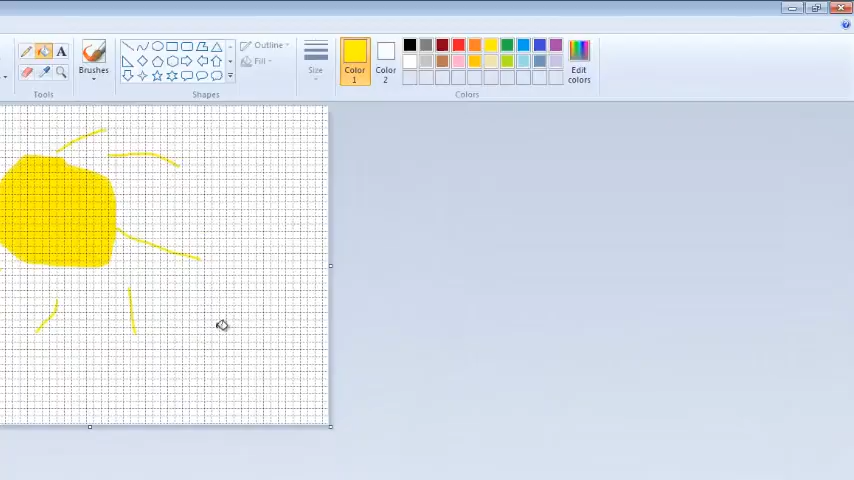 A
Brushes
Outline
Fill
Size
Color
1
Color
2
Edit
colors
Tools
Shapes
Colors